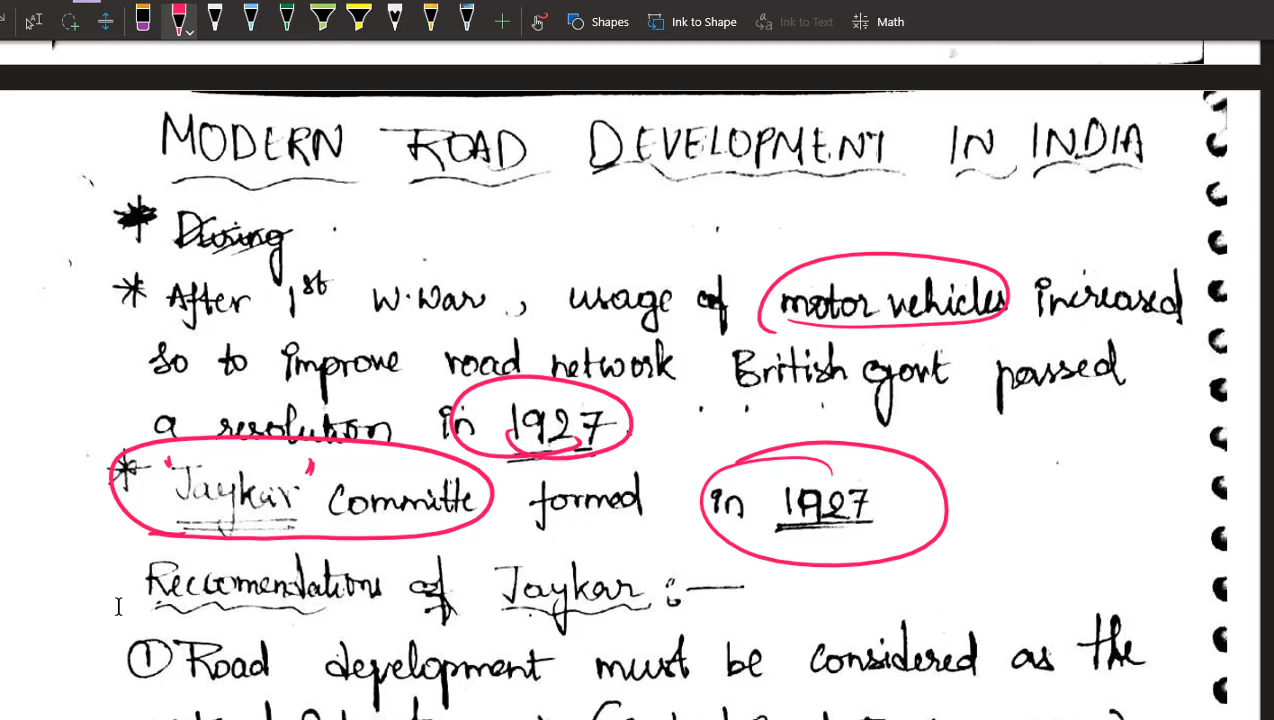 Shapes Ink to Shape Ink to Text Math
MODERN ROAD DEVELOPMENT IN INDIA
* During
* After 1st W.War, usage of motor vehicles increased
so to improve road network British govt passed
a resolution in 1927
* "Jaykar" Committe formed in 1927
Reccomendations of Jaykar :—
① Road development must be considered as the